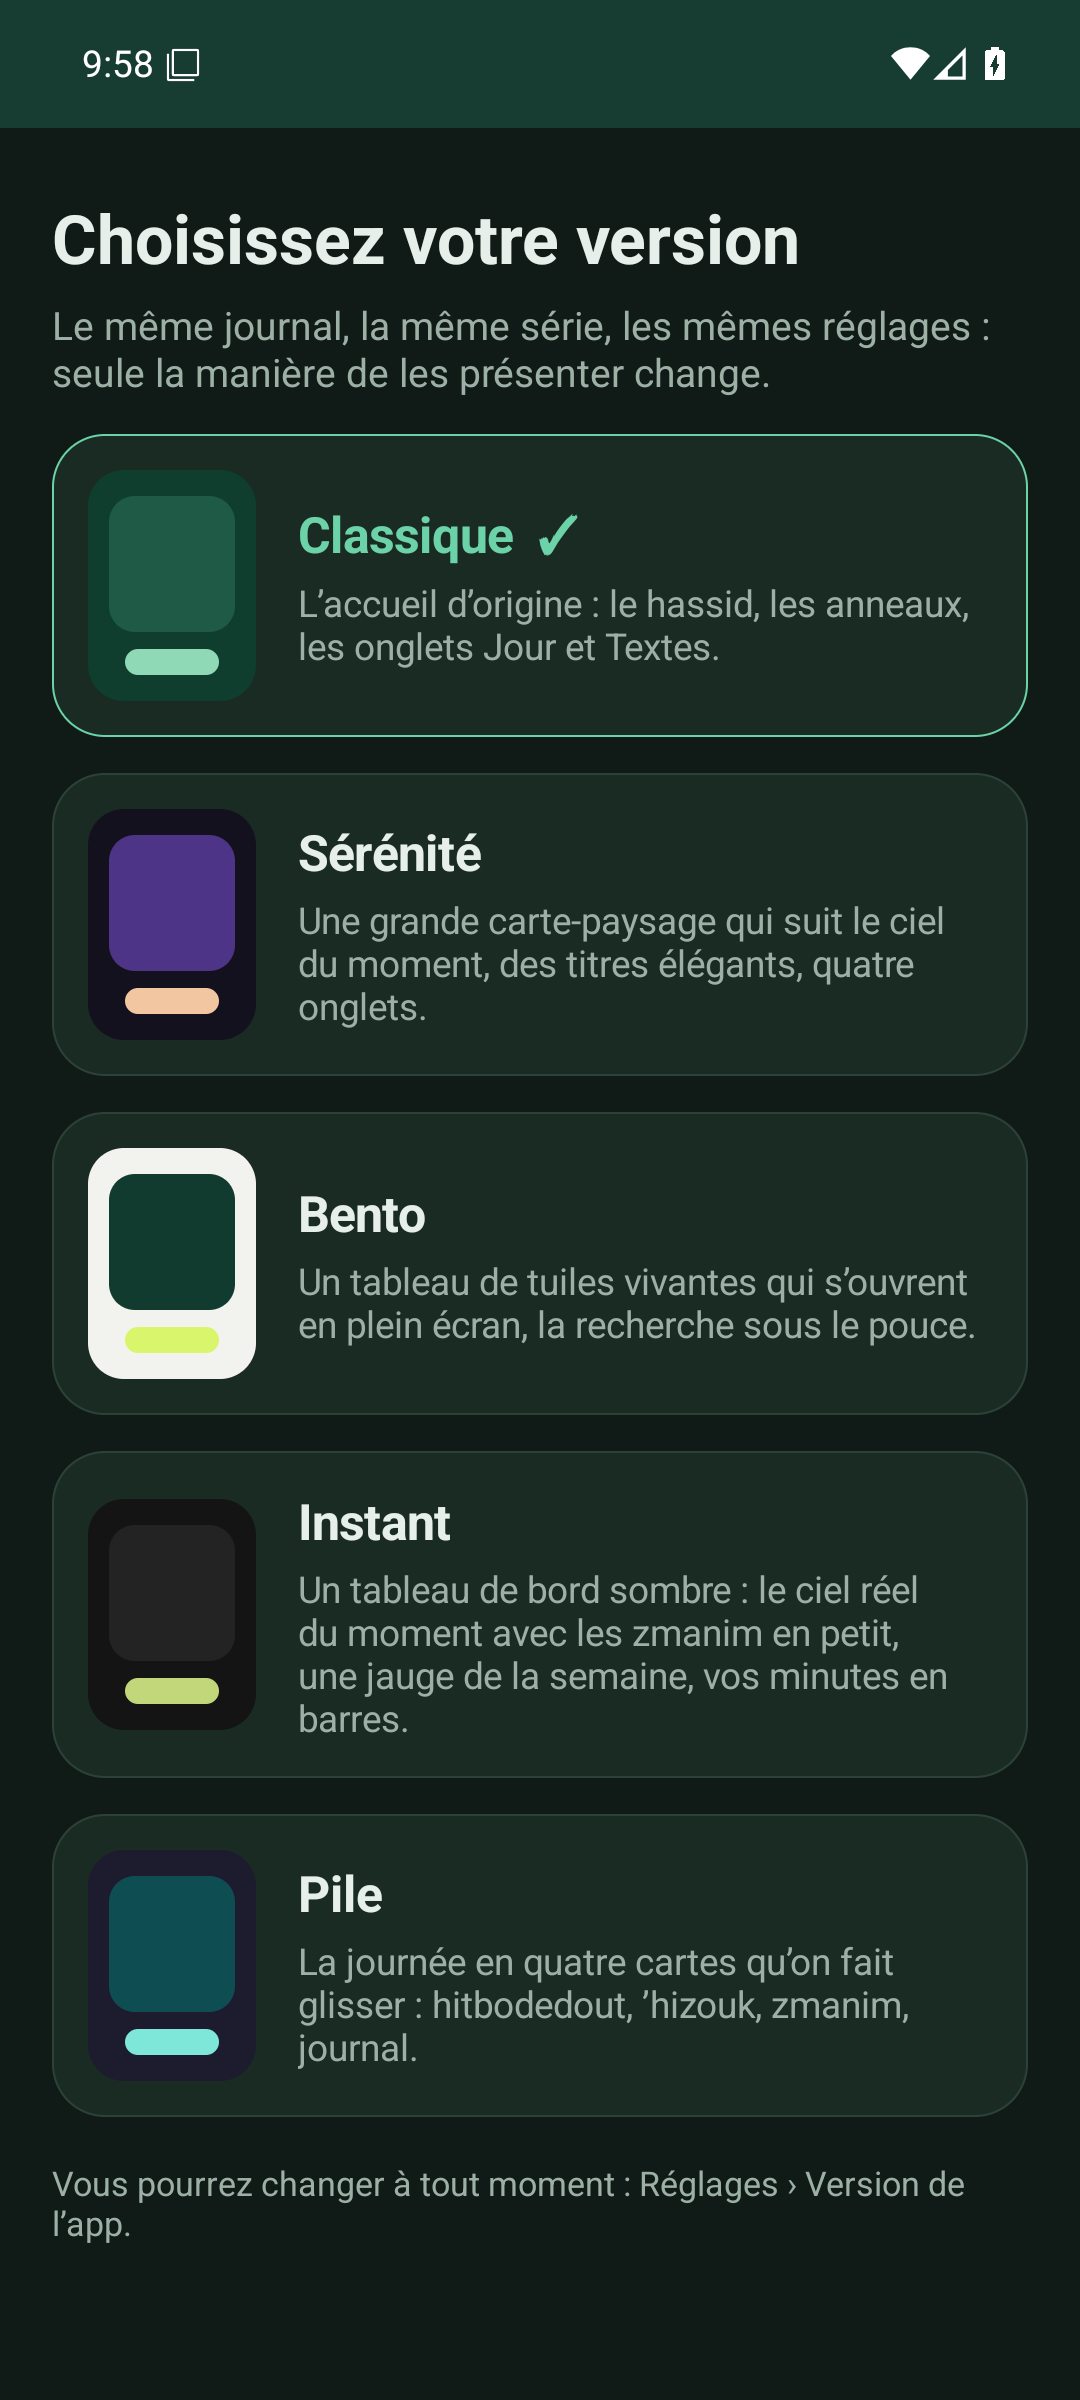 9:58
Choisissez votre version
Le même journal, la même série, les mêmes réglages :
seule la manière de les présenter change.
Classique ✓
L’accueil d’origine : le hassid, les anneaux,
les onglets Jour et Textes.
Sérénité
Une grande carte-paysage qui suit le ciel
du moment, des titres élégants, quatre
onglets.
Bento
Un tableau de tuiles vivantes qui s’ouvrent
en plein écran, la recherche sous le pouce.
Instant
Un tableau de bord sombre : le ciel réel
du moment avec les zmanim en petit,
une jauge de la semaine, vos minutes en
barres.
Pile
La journée en quatre cartes qu’on fait
glisser : hitbodedout, ’hizouk, zmanim,
journal.
Vous pourrez changer à tout moment : Réglages › Version de
l’app.